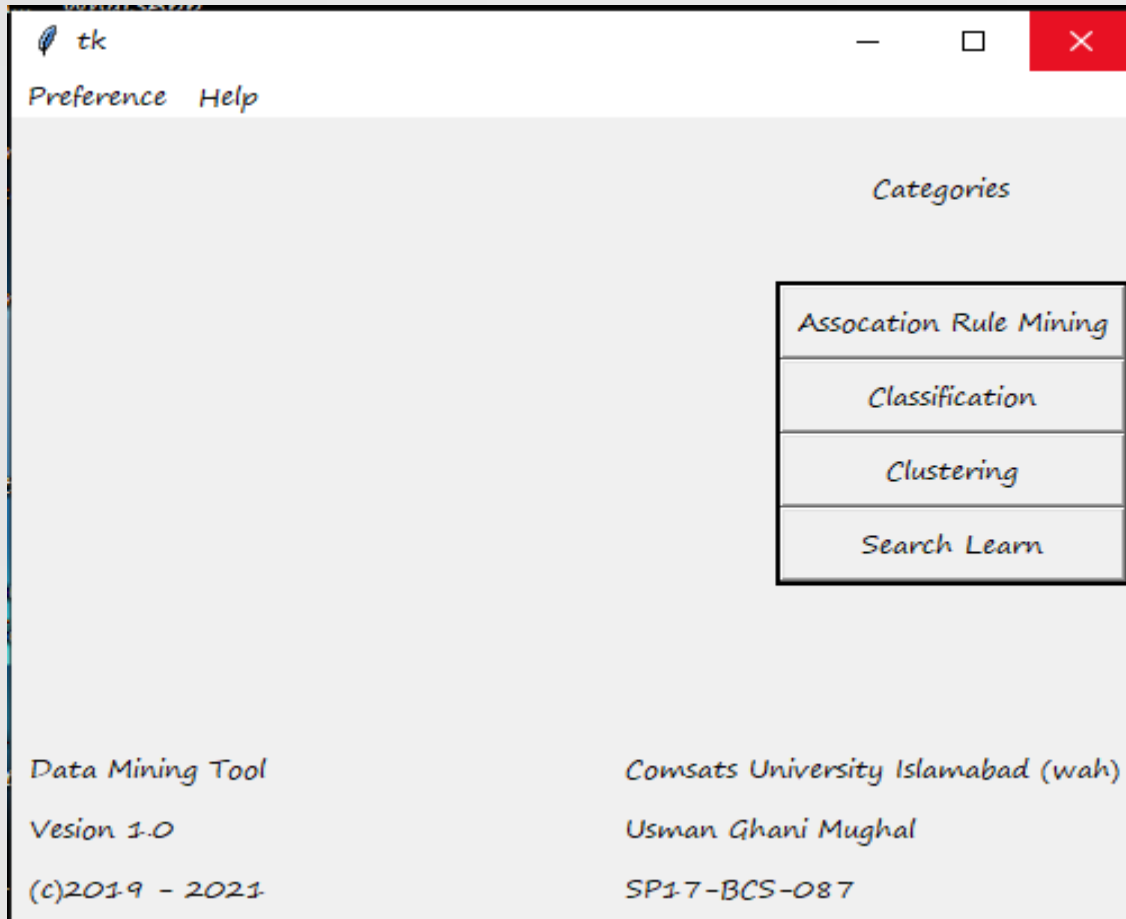 tk
Preference Help
Categories
Assocation Rule Mining
Classification
Clustering
Search Learn
Data Mining Tool
Comsats University Islamabad (wah)
Vesion 1.0
Usman Ghani Mughal
(c)2019 - 2021
SP17-BCS-087